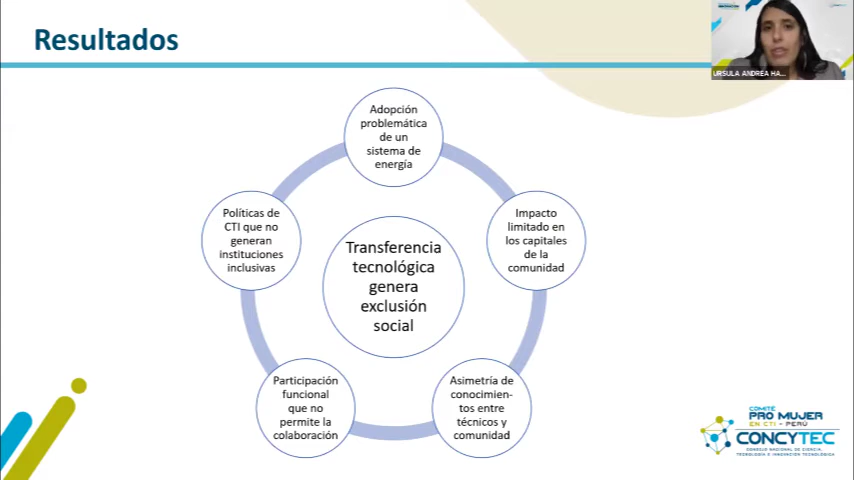 Resultados
URSULA ANDREA HA...
Adopción
problemática
de un
sistema de
energía
Políticas de
CTI que no
generan
instituciones
inclusivas
Impacto
limitado en
los capitales
de la
comunidad
Transferencia
tecnológica
genera
exclusión
social
Participación
funcional
que no
permite la
colaboración
Asimetría de
conocimien-
tos entre
técnicos y
comunidad
COMITÉ
PRO MUJER
EN CTI - PERÚ
CONCYTEC
CONSEJO NACIONAL DE CIENCIA,
TECNOLOGÍA E INNOVACIÓN TECNOLÓGICA